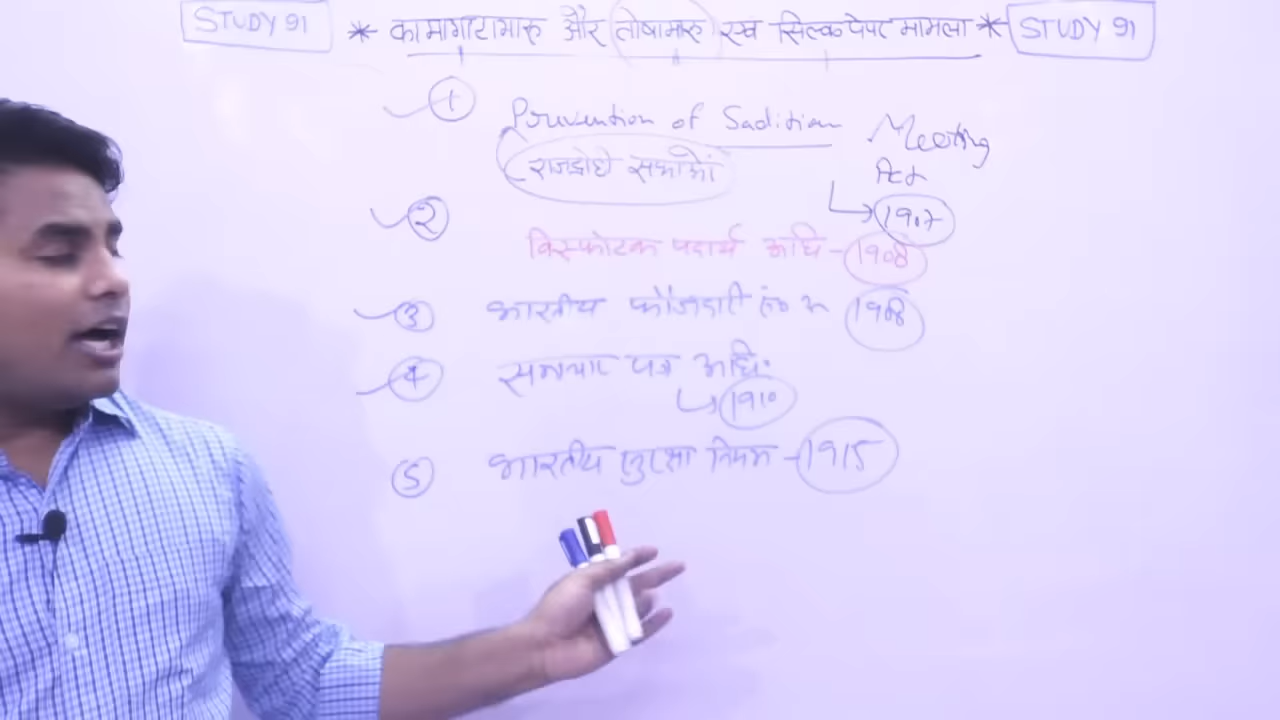 STUDY 91 * कामागाटामारू और तोषामारू एवं सिल्क पेपर मामला * STUDY 91
1 Prevention of Sadition Meeting
राजद्रोही सभाओं Act
1907
2
विस्फोटक पदार्थ अधि - 1908
3 भारतीय फौजदारी 1908
4 समाचार पत्र अधि.
1910
5 भारतीय सुरक्षा नियम - 1915